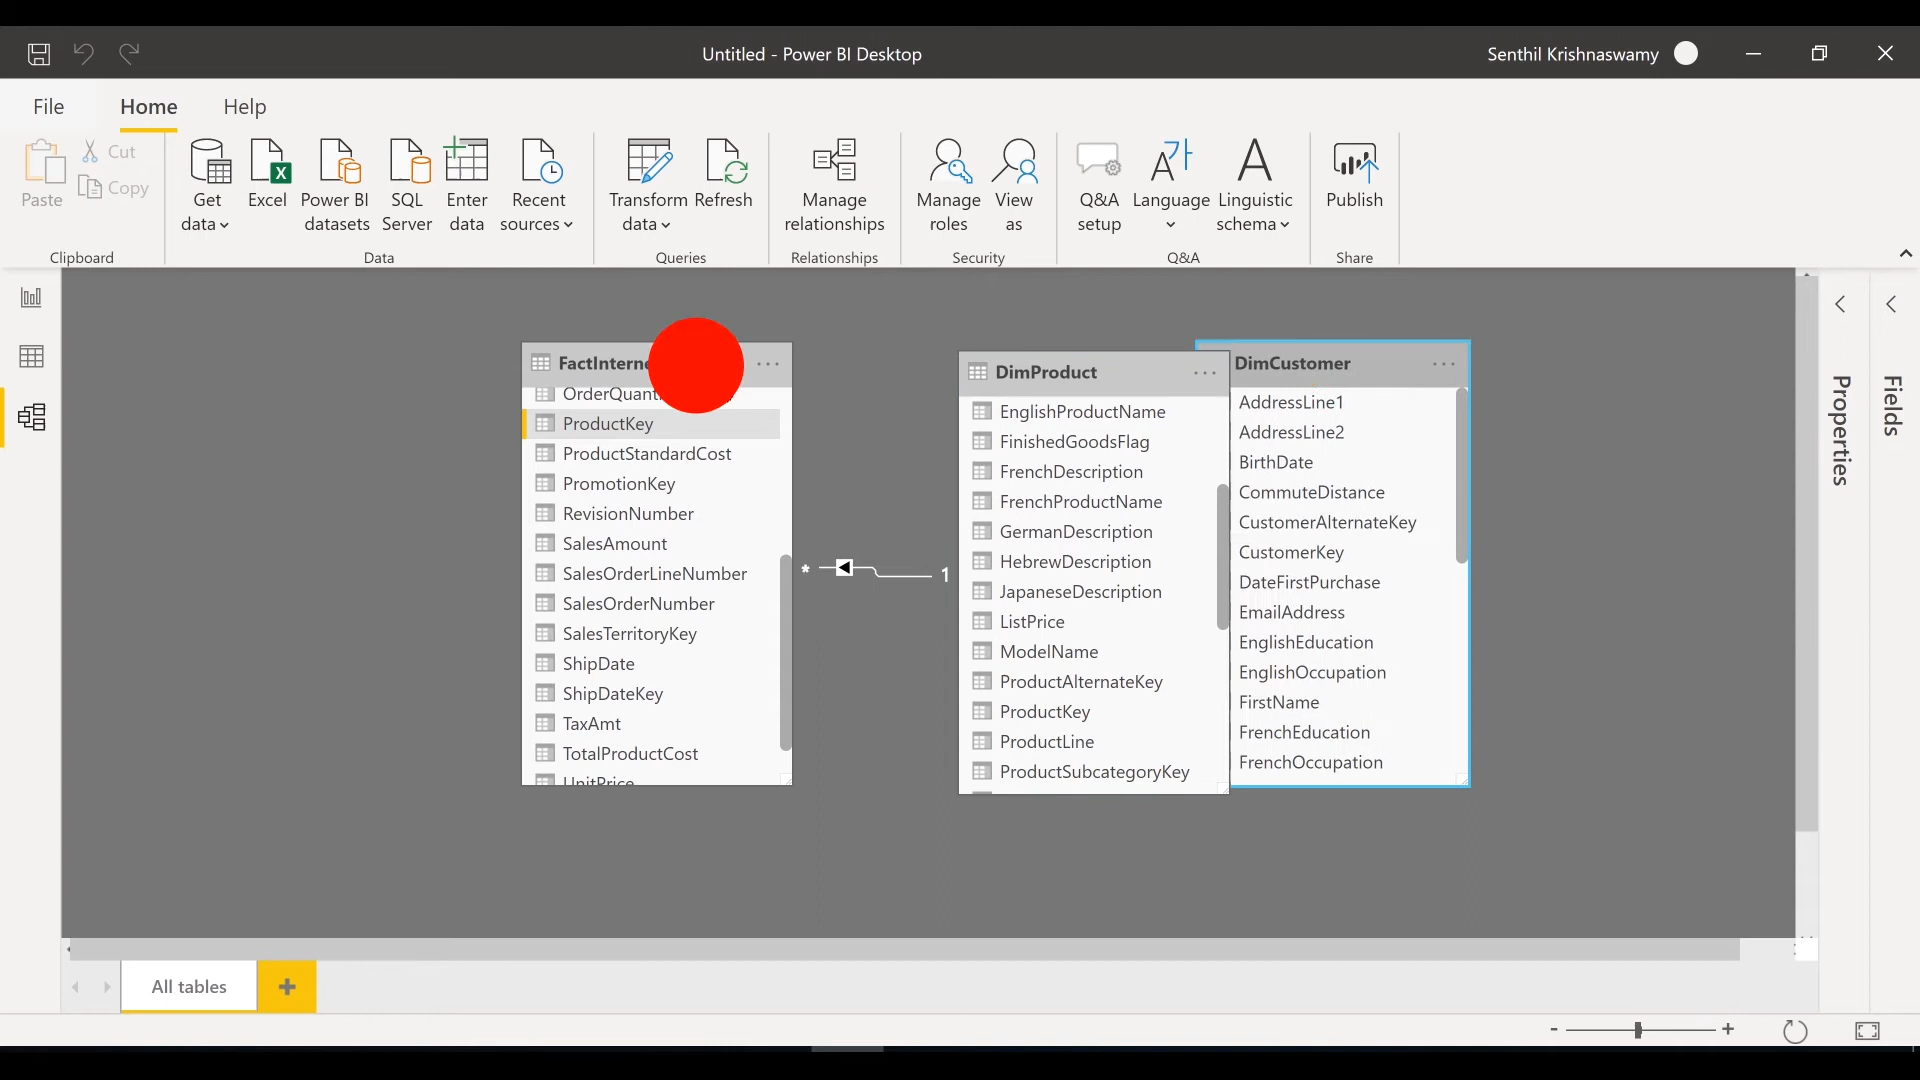 Untitled - Power BI Desktop
Senthil Krishnaswamy
File
Home
Help
Paste
Cut
Copy
Clipboard
Get
data
Excel
Power BI
datasets
SQL
Server
Enter
data
Recent
sources
Data
Transform
data
Refresh
Queries
Manage
relationships
Relationships
Manage
roles
View
as
Security
Q&A
setup
Language
Linguistic
schema
Q&A
Publish
Share
ProductKey
ProductStandardCost
PromotionKey
RevisionNumber
SalesAmount
SalesOrderLineNumber
SalesOrderNumber
SalesTerritoryKey
ShipDate
ShipDateKey
TaxAmt
TotalProductCost
UnitPrice
* 1
DimProduct
EnglishProductName
FinishedGoodsFlag
FrenchDescription
FrenchProductName
GermanDescription
HebrewDescription
JapaneseDescription
ListPrice
ModelName
ProductAlternateKey
ProductKey
ProductLine
ProductSubcategoryKey
DimCustomer
AddressLine1
AddressLine2
BirthDate
CommuteDistance
CustomerAlternateKey
CustomerKey
DateFirstPurchase
EmailAddress
EnglishEducation
EnglishOccupation
FirstName
FrenchEducation
FrenchOccupation
Properties
Fields
All tables